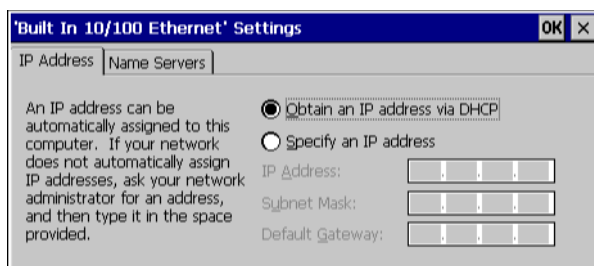 'Built In 10/100 Ethernet' Settings OK ×
IP Address Name Servers
An IP address can be
automatically assigned to this
computer. If your network
does not automatically assign
IP addresses, ask your network
administrator for an address,
and then type it in the space
provided.
Obtain an IP address via DHCP
Specify an IP address
IP Address:
Subnet Mask:
Default Gateway: